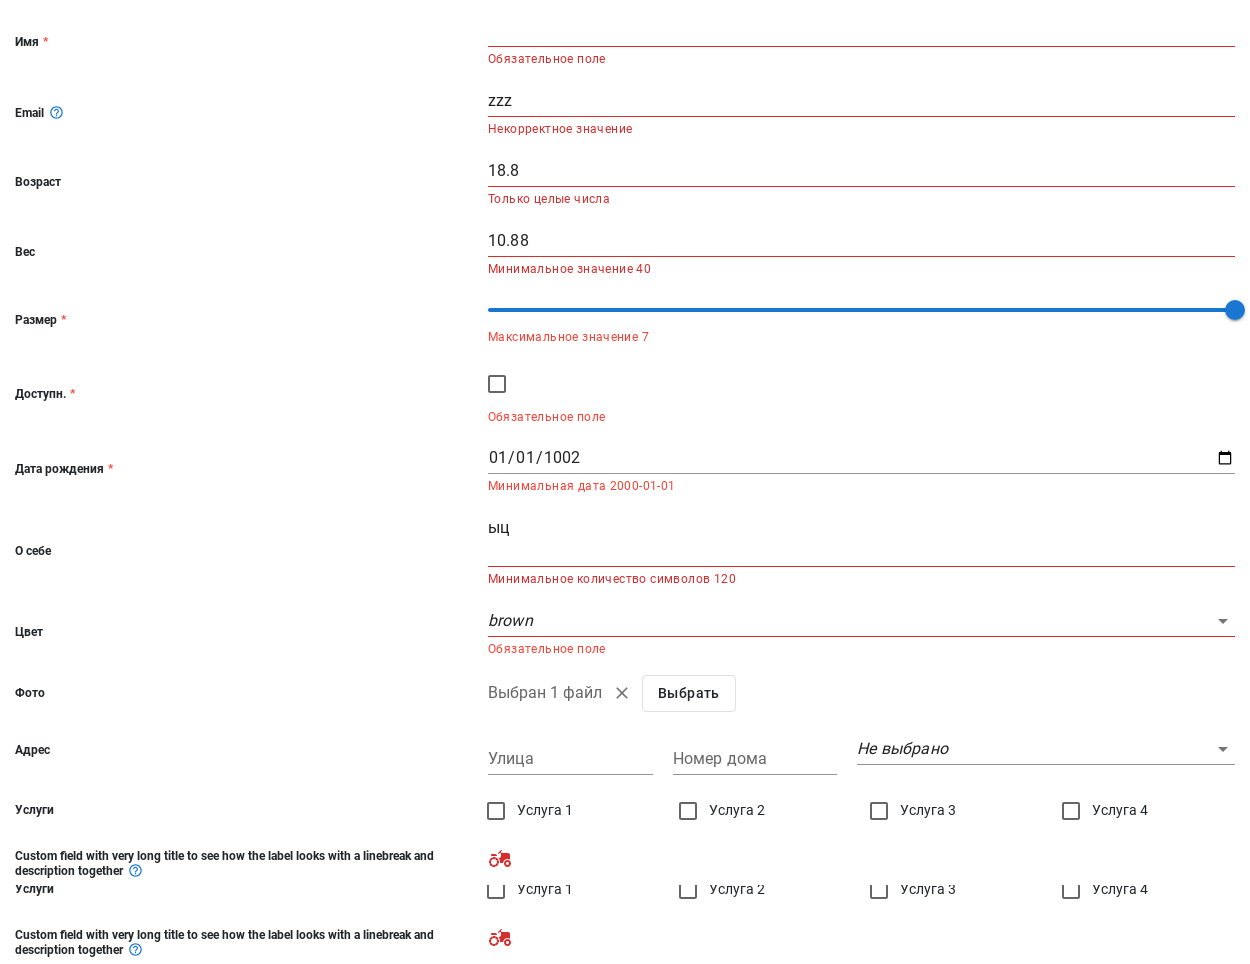 Имя *
Обязательное поле
Email
zzz
Некорректное значение
Возраст
18.8
Только целые числа
Вес
10.88
Минимальное значение 40
Размер *
Максимальное значение 7
Доступн. *
Обязательное поле
Дата рождения *
01/01/1002
Минимальная дата 2000-01-01
О себе
ыц
Минимальное количество символов 120
Цвет
brown
Обязательное поле
Фото
Выбран 1 файл
Выбрать
Адрес
Улица
Номер дома
Не выбрано
Услуги
Услуга 1
Услуга 2
Услуга 3
Услуга 4
Custom field with very long title to see how the label looks with a linebreak and
description together
Услуги
Услуга 1
Услуга 2
Услуга 3
Услуга 4
Custom field with very long title to see how the label looks with a linebreak and
description together